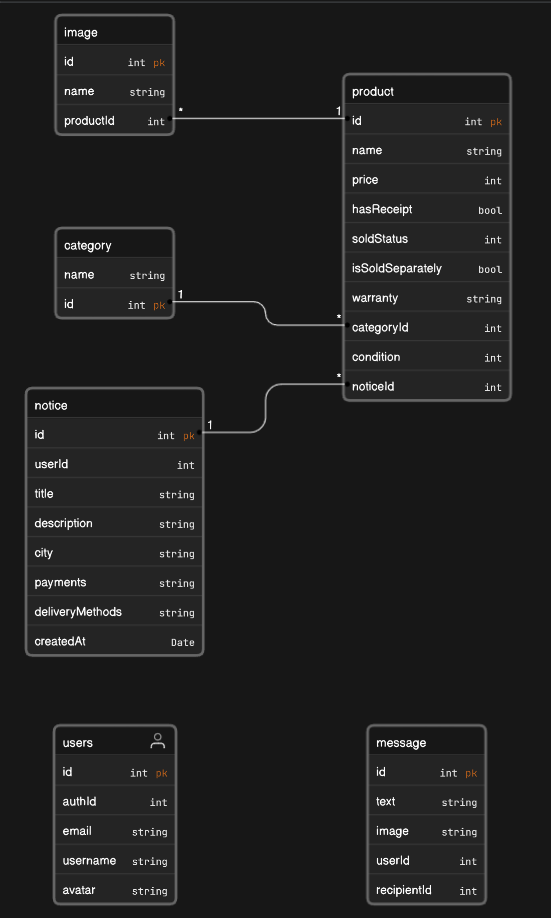 image
id int pk
name string
productId int
* 1
product
id int pk
name string
price int
hasReceipt bool
soldStatus int
isSoldSeparately bool
warranty string
categoryId int
condition int
noticeId int
category
name string
id int pk
1 *
notice
id int pk
userId int
title string
description string
city string
payments string
deliveryMethods string
createdAt Date
1 *
users
id int pk
authId int
email string
username string
avatar string
message
id int pk
text string
image string
userId int
recipientId int